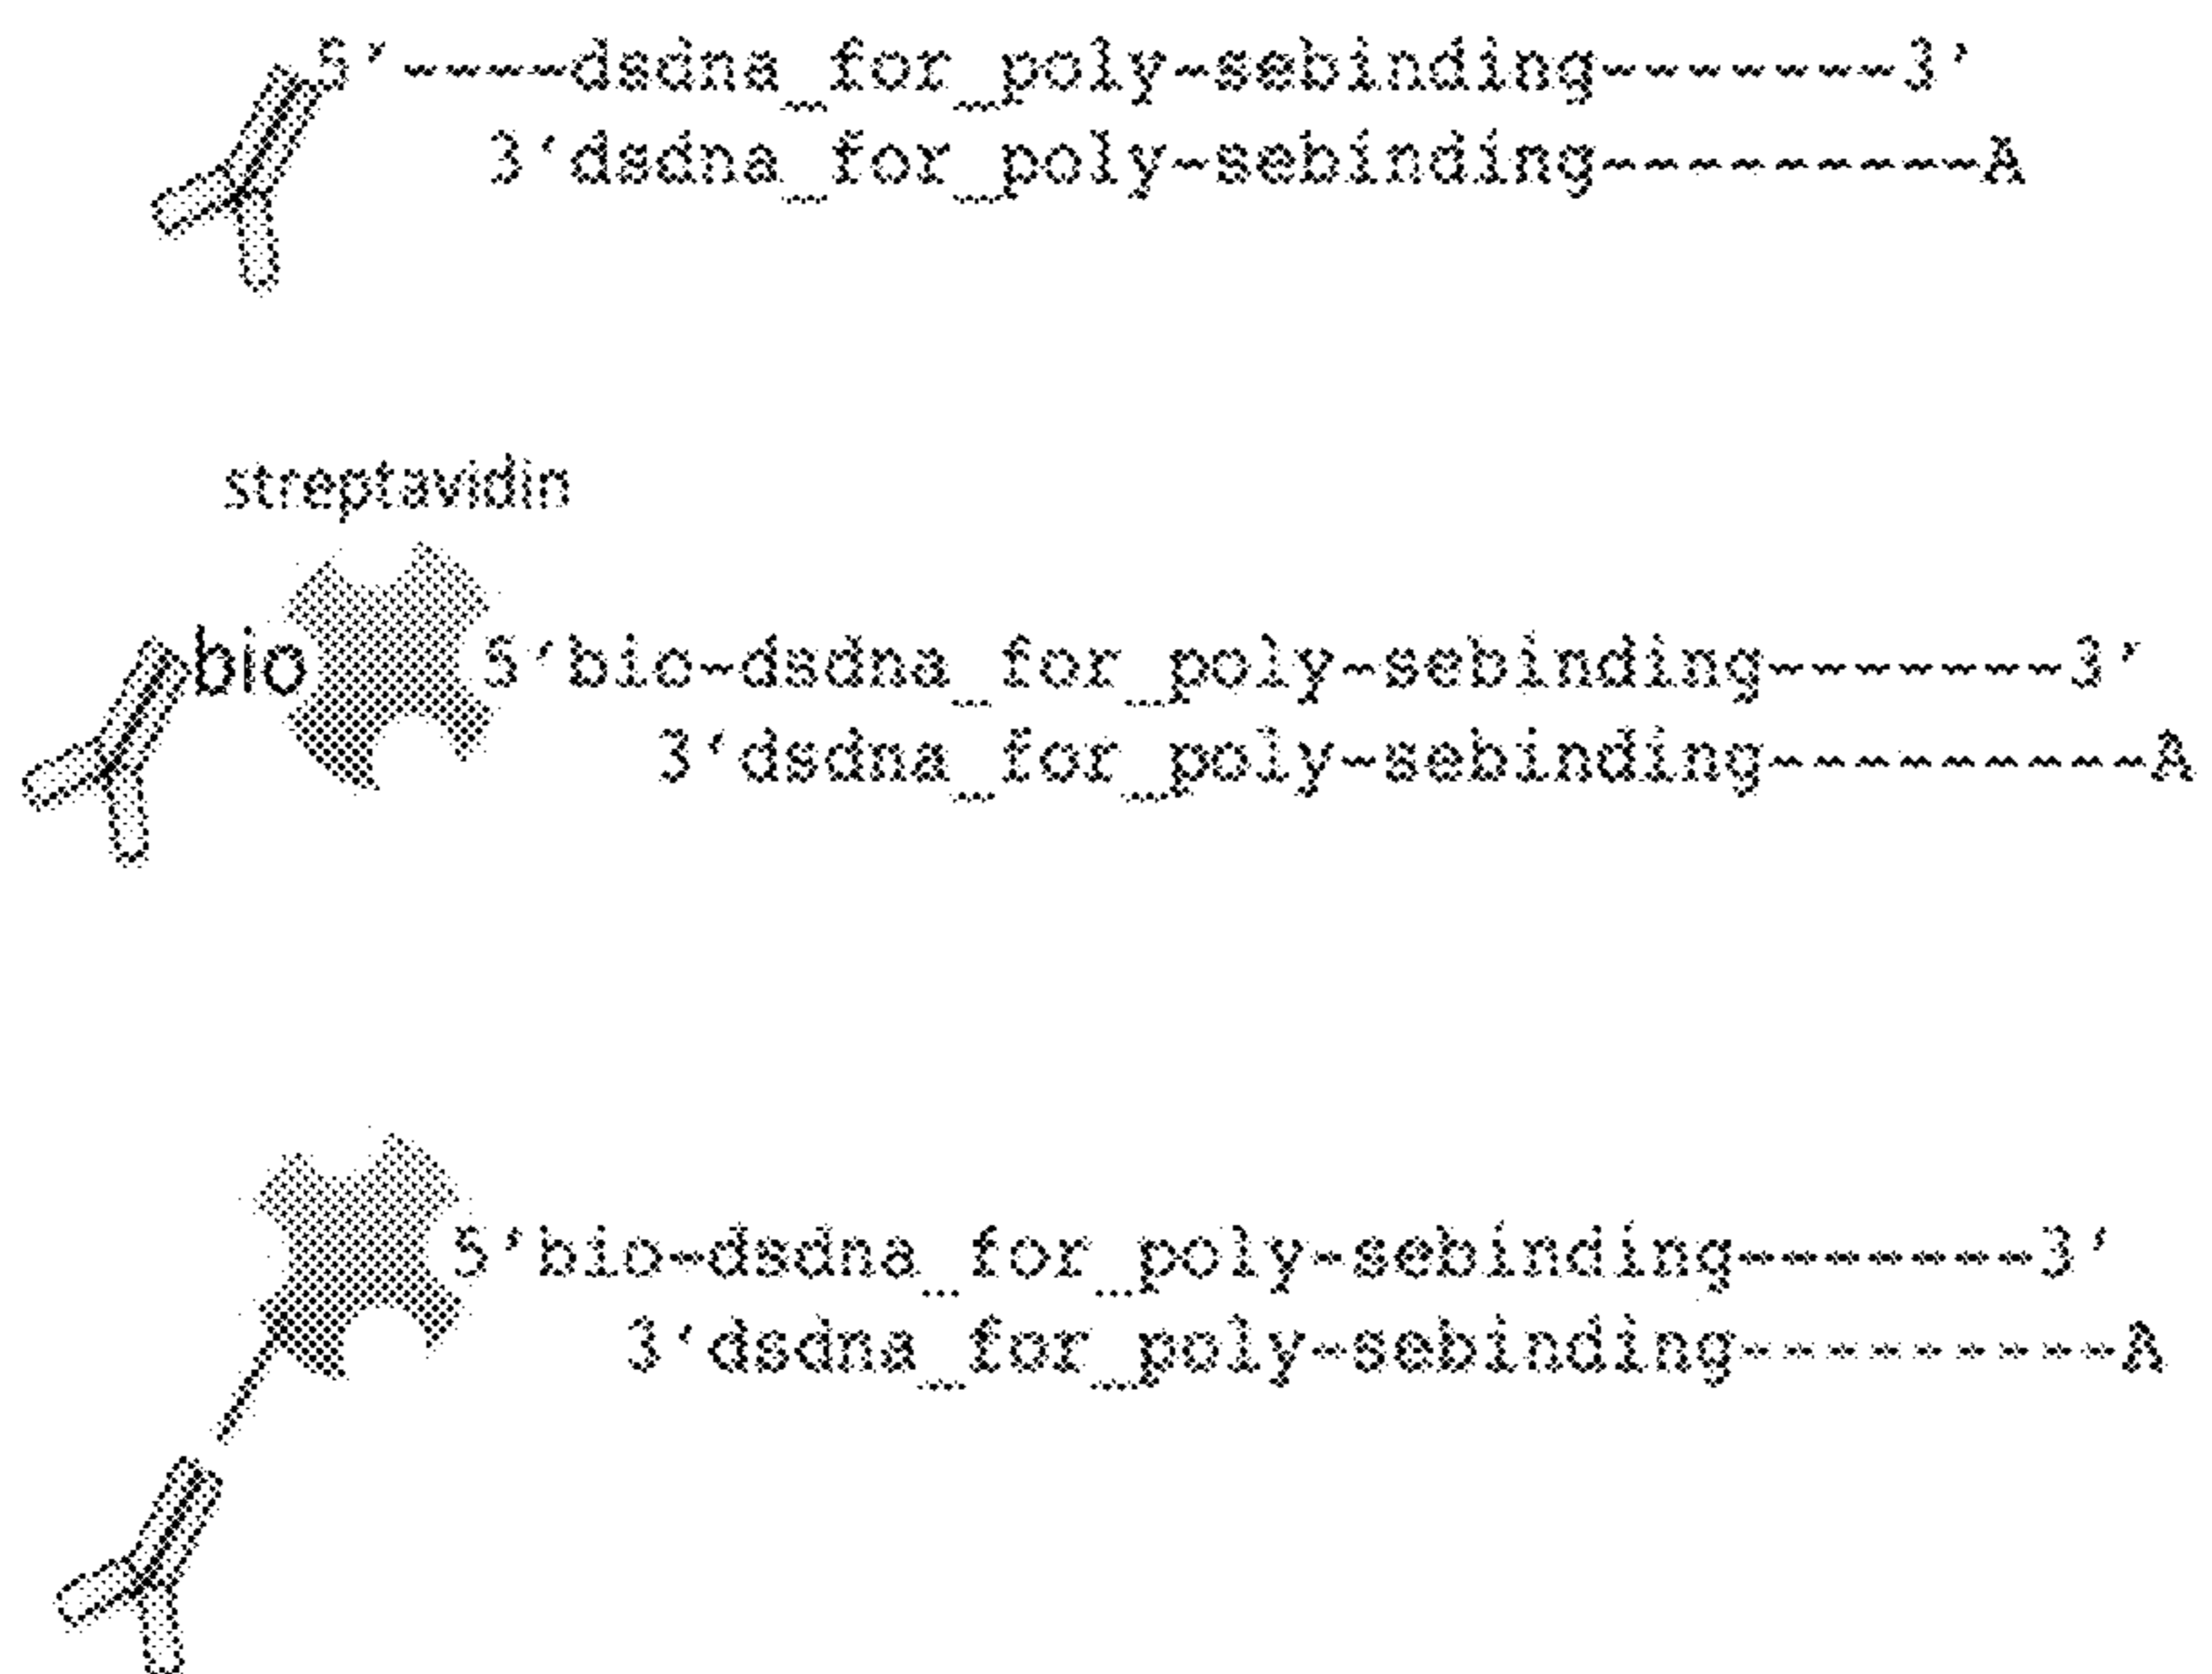 5'----dsdna_for_poly-sebinding-------3'
3'dsdna_for_poly-sebinding---------A
streptavidin
bio 5'bio-dsdna_for_poly-sebinding-------3'
3'dsdna_for_poly-sebinding---------A
5'bio-dsdna_for_poly-sebinding-------3'
3'dsdna_for_poly-sebinding---------A